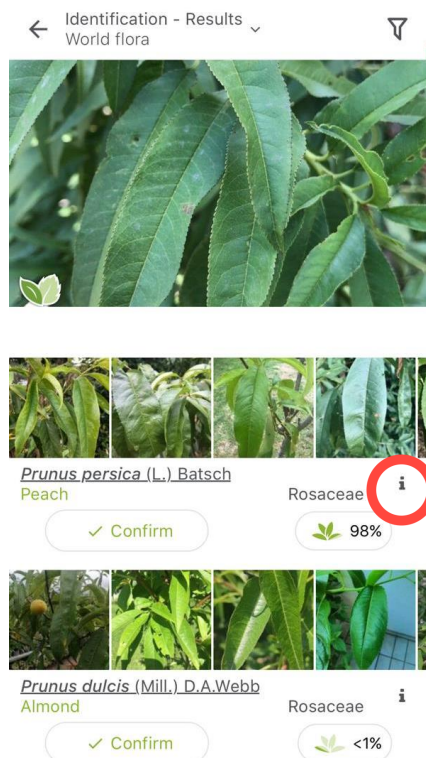 Identification - Results
World flora
Prunus persica (L.) Batsch
Peach
Rosaceae
i
✓ Confirm
98%
Prunus dulcis (Mill.) D.A.Webb
Almond
Rosaceae
i
✓ Confirm
<1%